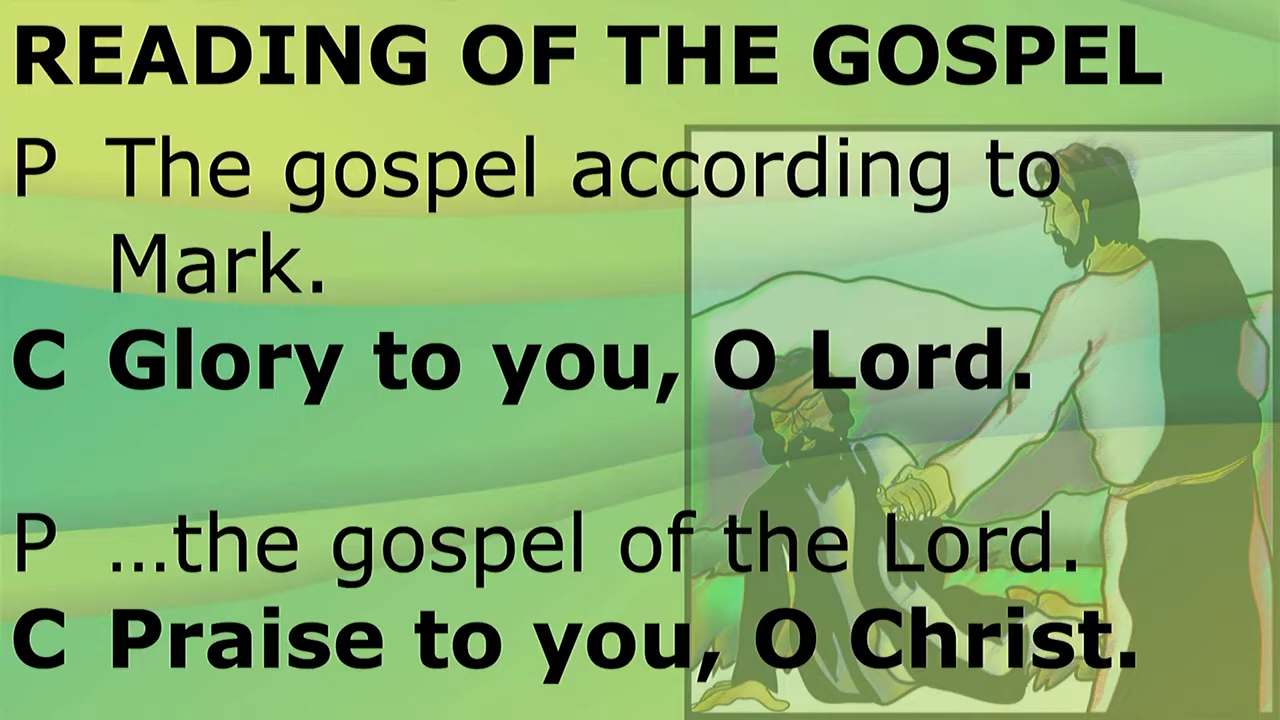 READING OF THE GOSPEL
P The gospel according to
Mark.
C Glory to you, O Lord.
P …the gospel of the Lord.
C Praise to you, O Christ.